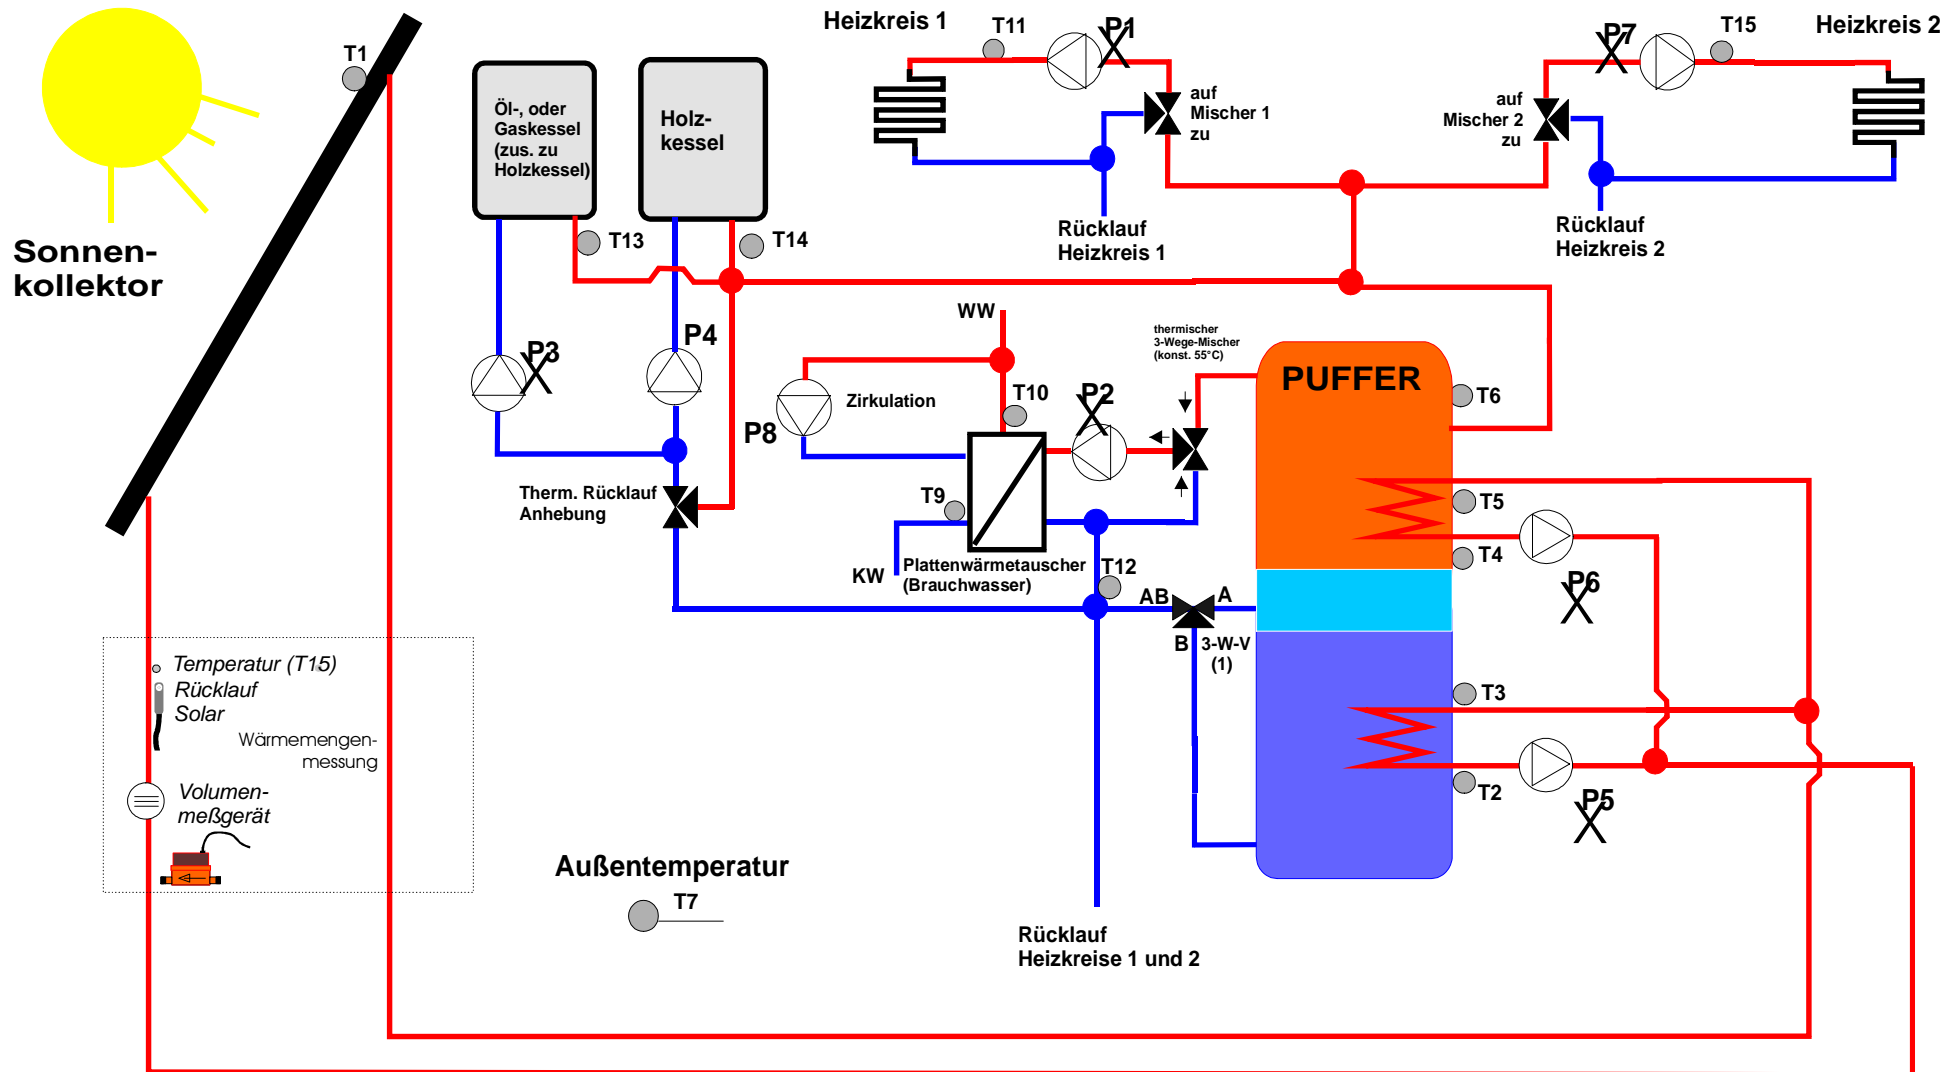 Heizkreis 1
T11
P1
P7
T15
Heizkreis 2
T1
Öl-, oder
Gaskessel
(zus. zu
Holzkessel)
Holz-
kessel
auf
Mischer 1
zu
auf
Mischer 2
zu
Sonnen-
kollektor
T13
T14
Rücklauf
Heizkreis 1
Rücklauf
Heizkreis 2
WW
P3
P4
thermischer
3-Wege-Mischer
(konst. 55°C)
PUFFER
T6
Zirkulation
P8
T10
P2
Therm. Rücklauf
Anhebung
T9
T5
T4
KW
Plattenwärmetauscher
(Brauchwasser)
T12
AB
A
B
3-W-V
(1)
P6
Temperatur (T15)
Rücklauf
Solar
Wärmemengen-
messung
T3
Volumen-
meßgerät
T2
P5
Außentemperatur
T7
Rücklauf
Heizkreise 1 und 2